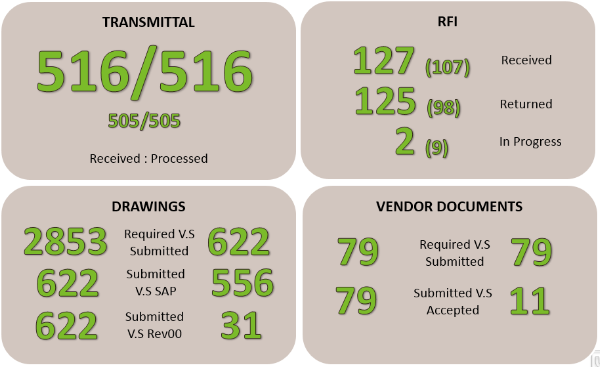 TRANSMITTAL
516/516
505/505
Received : Processed
RFI
127 (107) Received
125 (98) Returned
2 (9) In Progress
DRAWINGS
2853 Required V.S Submitted 622
622 Submitted V.S SAP 556
622 Submitted V.S Rev00 31
VENDOR DOCUMENTS
79 Required V.S Submitted 79
79 Submitted V.S Accepted 11